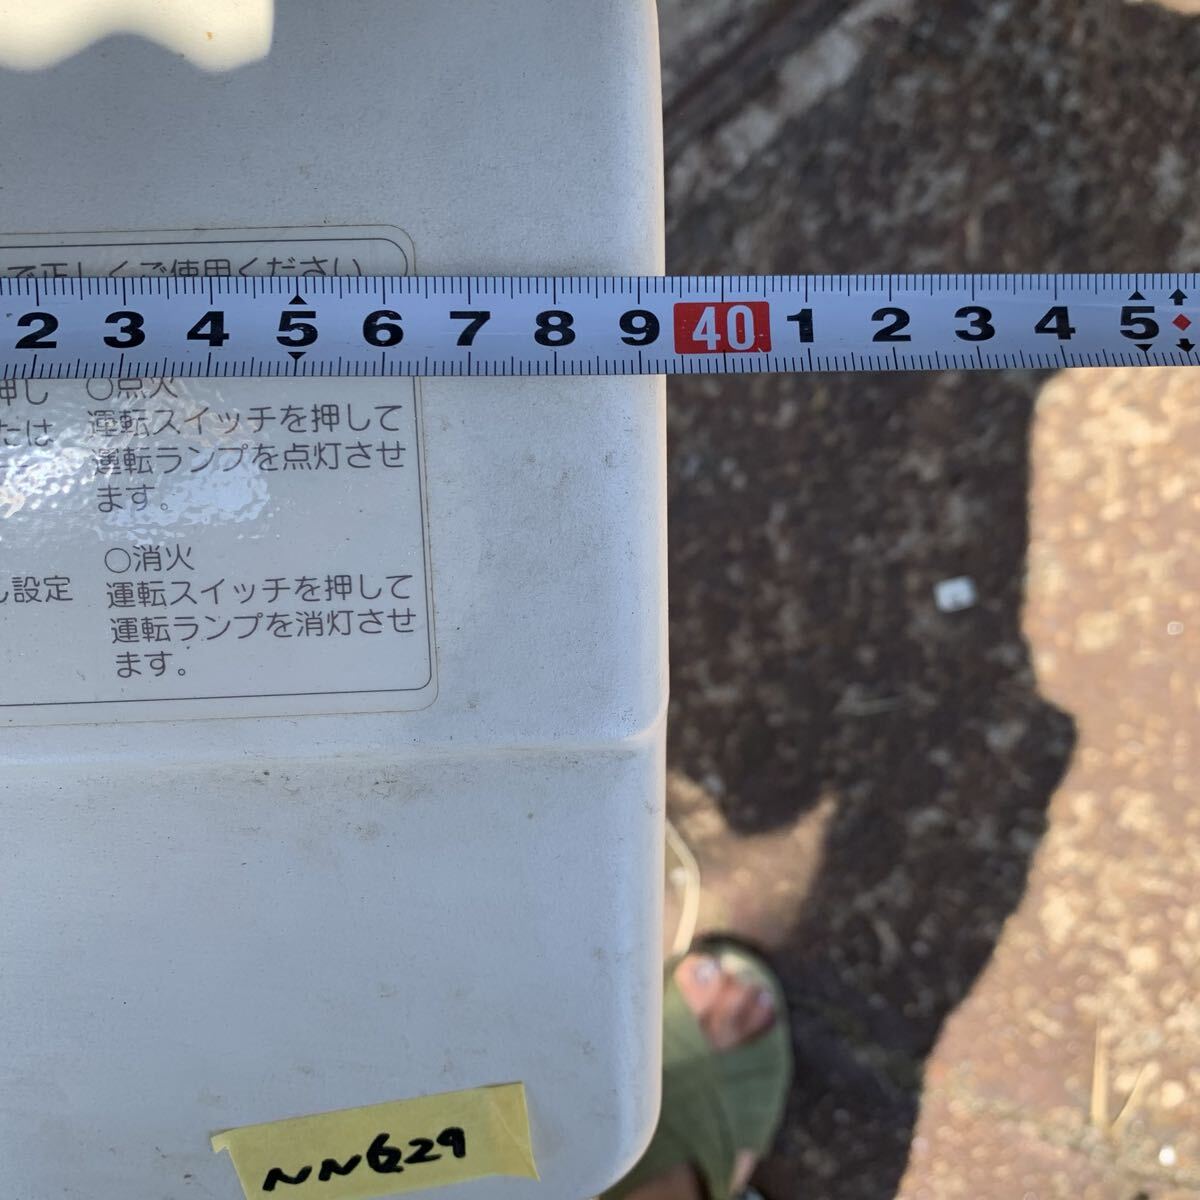 で正しくご使用ください
2 3 4 5 6 7 8 9 40 1 2 3 4 5
押し
たは
し設定
○点火
運転スイッチを押して
運転ランプを点灯させ
ます。
○消火
運転スイッチを押して
運転ランプを消灯させ
ます。
NNG29